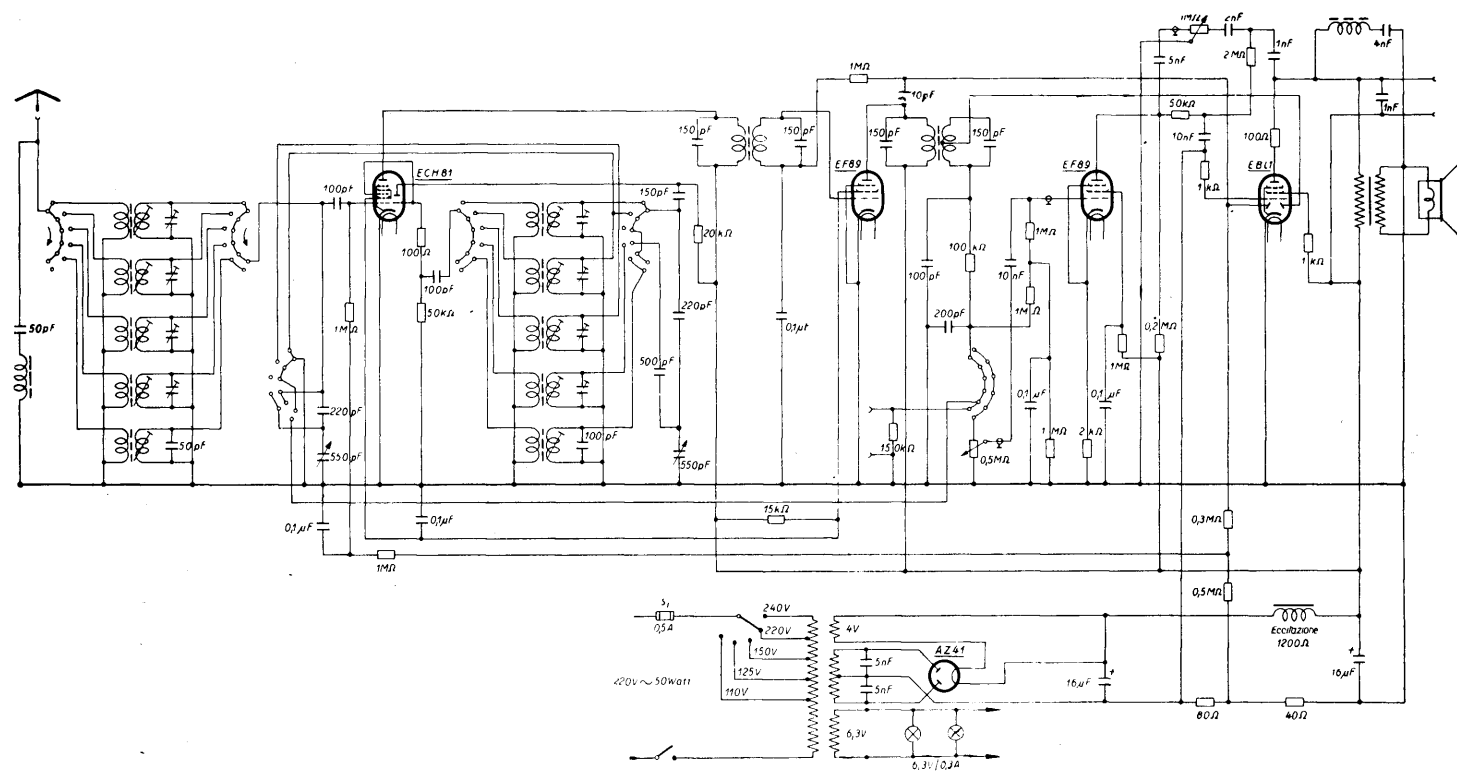 1MΩ
2nF
5nF
2MΩ
1nF
4nF
1MΩ
10pF
150pF
150pF
150pF
150pF
50kΩ
10nF
100Ω
1nF
ECH81
EF89
EF89
EBL1
100pF
150pF
1kΩ
20kΩ
100Ω
100pF
50kΩ
1MΩ
220pF
0,1µF
100pF
100kΩ
10nF
1MΩ
1MΩ
1kΩ
50pF
500pF
200pF
0,2MΩ
1MΩ
220pF
550pF
50pF
100pF
550pF
150kΩ
0,5MΩ
0,1µF
1MΩ
2kΩ
0,1µF
0,1µF
0,1µF
15kΩ
0,3MΩ
1MΩ
0,5MΩ
S1
0,5A
240V
220V
150V
125V
110V
220V~50Watt
4V
5nF
5nF
AZ41
16µF
+
Eccitazione
1200Ω
+
16µF
80Ω
40Ω
6,3V
6,3V/0,3A